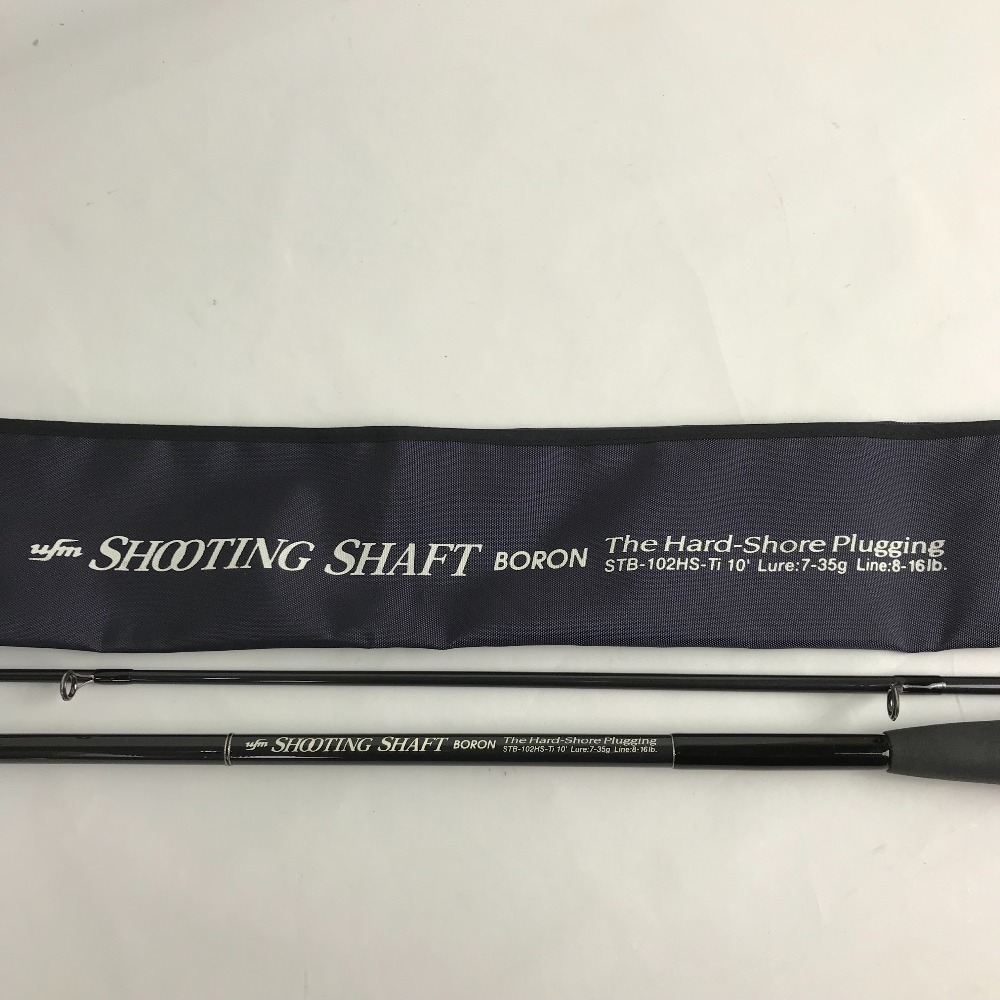 ufm SHOOTING SHAFT BORON The Hard-Shore Plugging
STB-102HS-Ti 10' Lure:7-35g Line:8-16lb.
ufm SHOOTING SHAFT BORON The Hard-Shore Plugging
STB-102HS-Ti 10' Lure:7-35g Line:8-16lb.